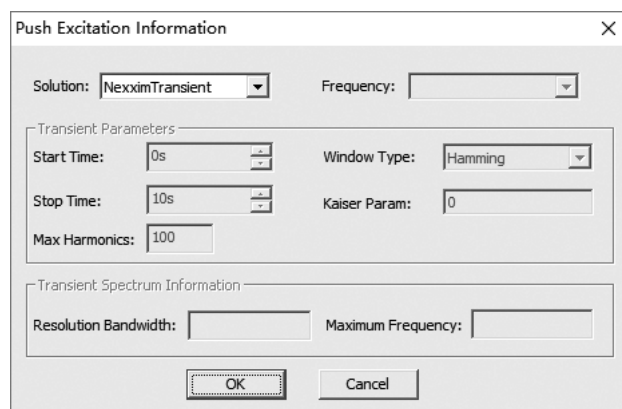 Push Excitation Information
Solution: NexximTransient Frequency:
Transient Parameters
Start Time: 0s Window Type: Hamming
Stop Time: 10s Kaiser Param: 0
Max Harmonics: 100
Transient Spectrum Information
Resolution Bandwidth: Maximum Frequency:
OK Cancel